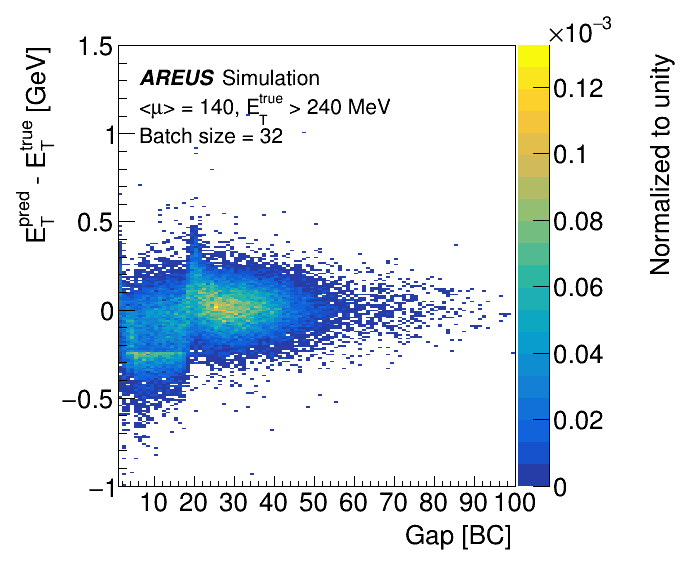 ×10⁻³
AREUS Simulation
<μ> = 140, E_T^true > 240 MeV
Batch size = 32
E_T^pred - E_T^true [GeV]
1.5
1
0.5
0
−0.5
−1
10 20 30 40 50 60 70 80 90 100
Gap [BC]
0.12
0.1
0.08
0.06
0.04
0.02
0
Normalized to unity